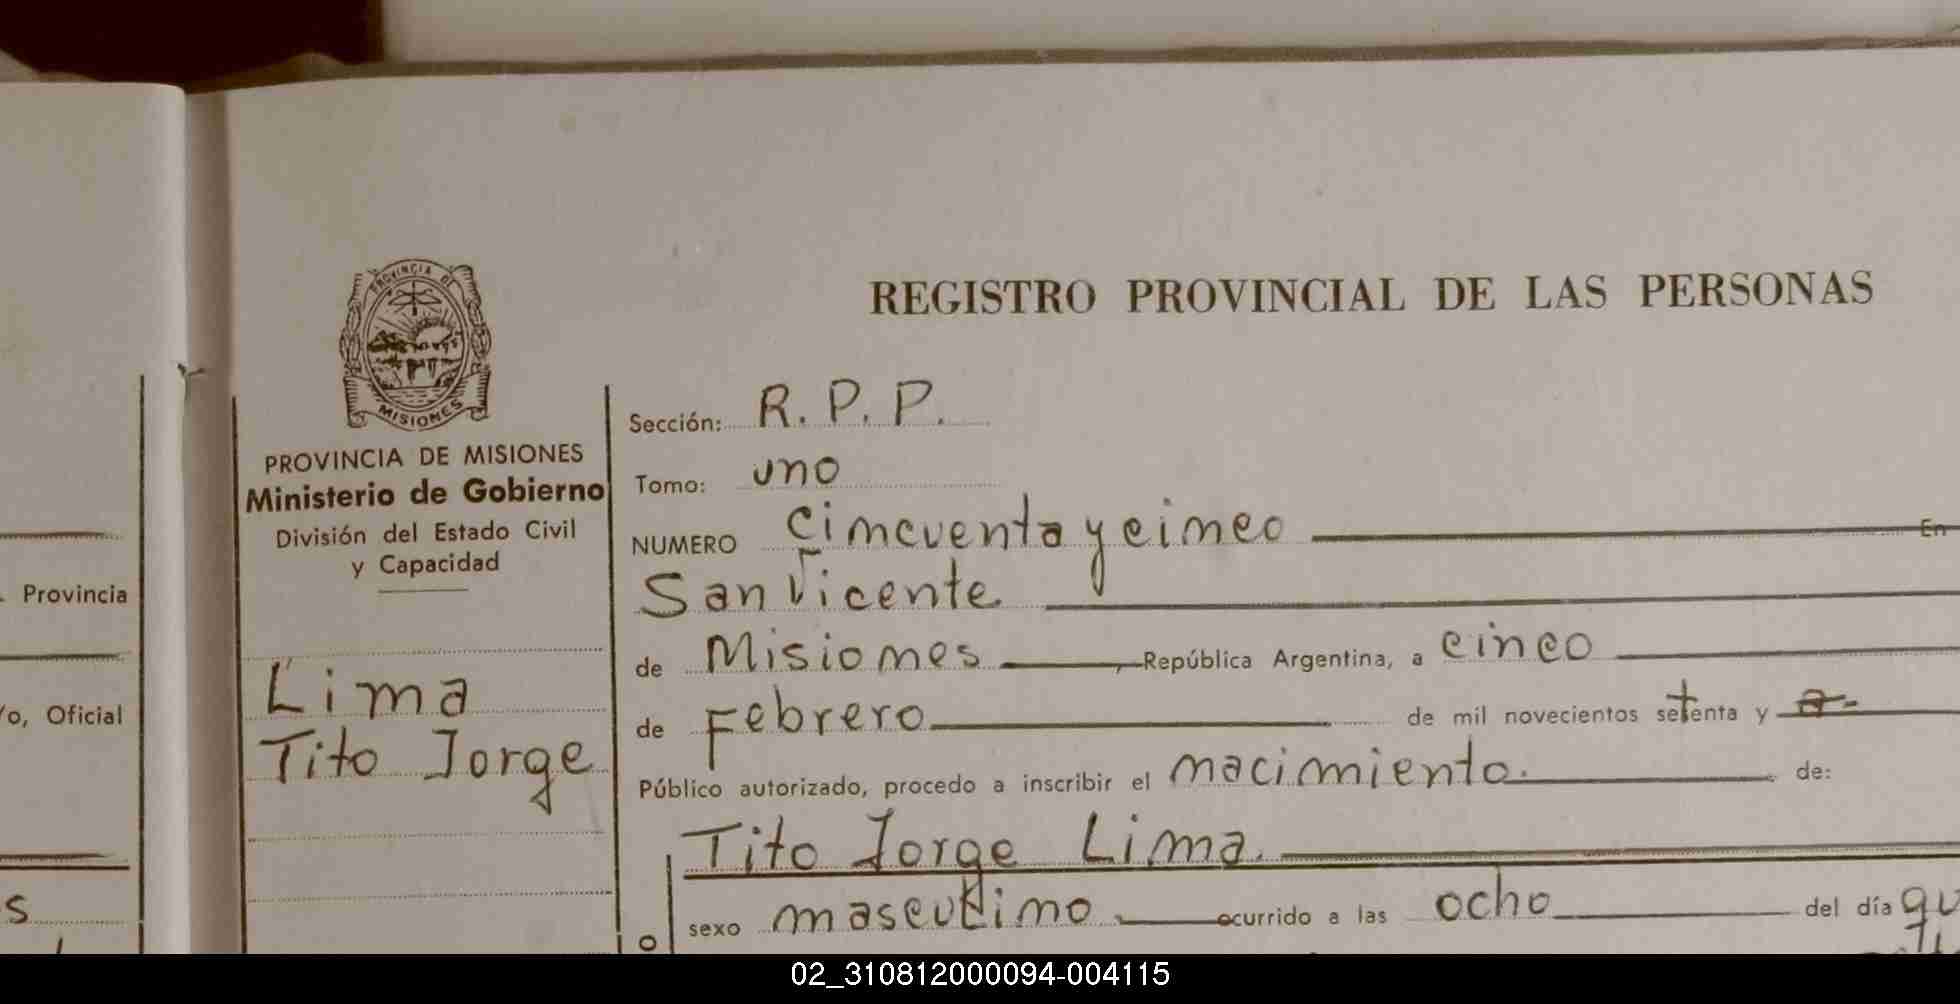 PROVINCIA DE
MISIONES
REGISTRO PROVINCIAL DE LAS PERSONAS
PROVINCIA DE MISIONES
Ministerio de Gobierno
División del Estado Civil
y Capacidad
Lima
Tito Jorge
Sección: R. P. P.
Tomo: uno
NUMERO cincuenta y cinco En
San Vicente
de Misiones, República Argentina, a cinco
de Febrero de mil novecientos setenta y
Público autorizado, procedo a inscribir el nacimiento. de:
Tito Jorge Lima.
sexo masculino ocurrido a las ocho del día qu
Provincia
/o, Oficial
s
02_310812000094-004115